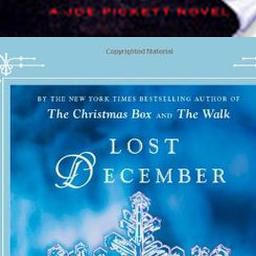 A JOE PICKETT NOVEL
Copyrighted Material
BY THE NEW YORK TIMES BESTSELLING AUTHOR OF
The Christmas Box AND The Walk
LOST
DECEMBER